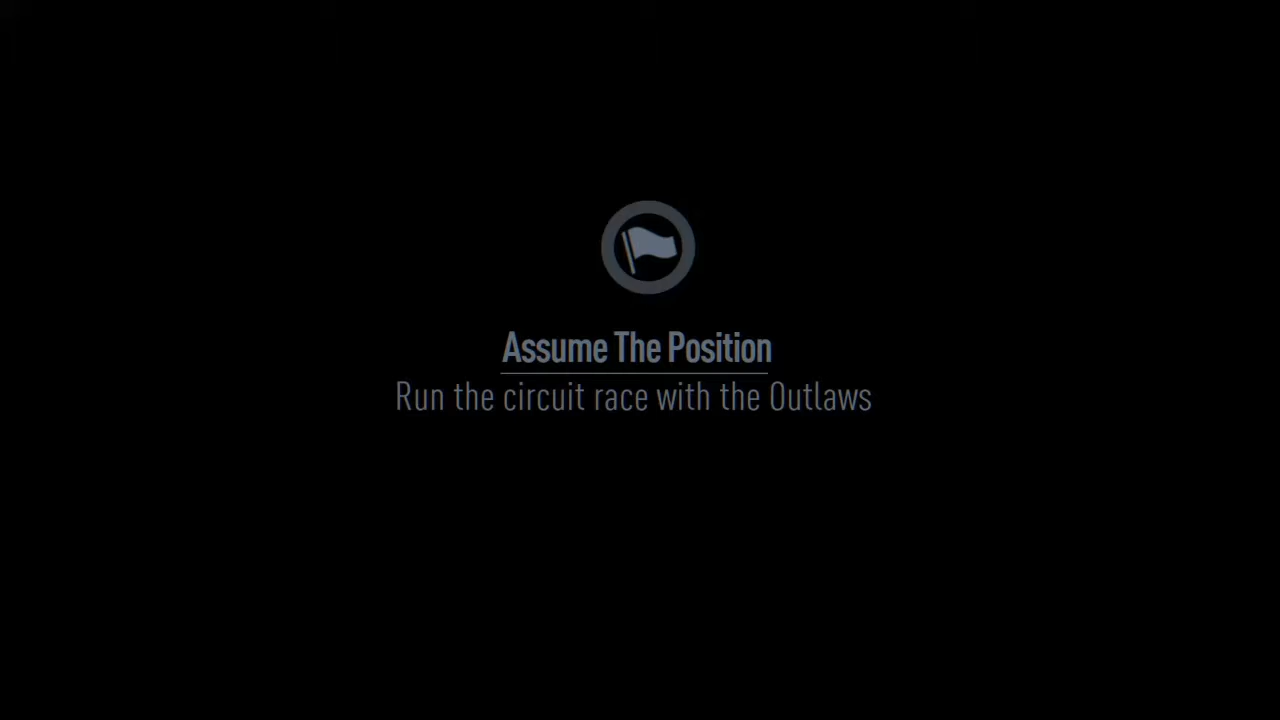 Assume The Position
Run the circuit race with the Outlaws